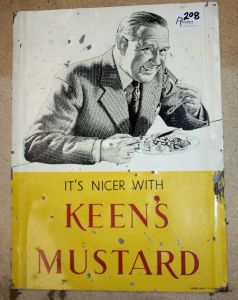 208
IT'S NICER WITH
KEEN'S
MUSTARD